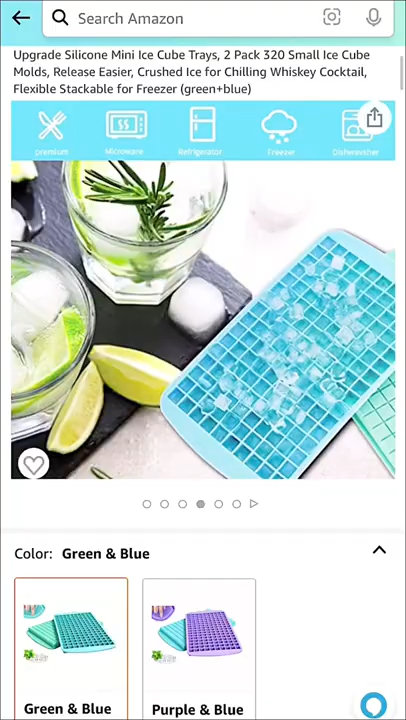 Search Amazon
Upgrade Silicone Mini Ice Cube Trays, 2 Pack 320 Small Ice Cube
Molds, Release Easier, Crushed Ice for Chilling Whiskey Cocktail,
Flexible Stackable for Freezer (green+blue)
premium Microware Refrigerator Freezer Dishwasher
Color: Green & Blue
Green & Blue Purple & Blue